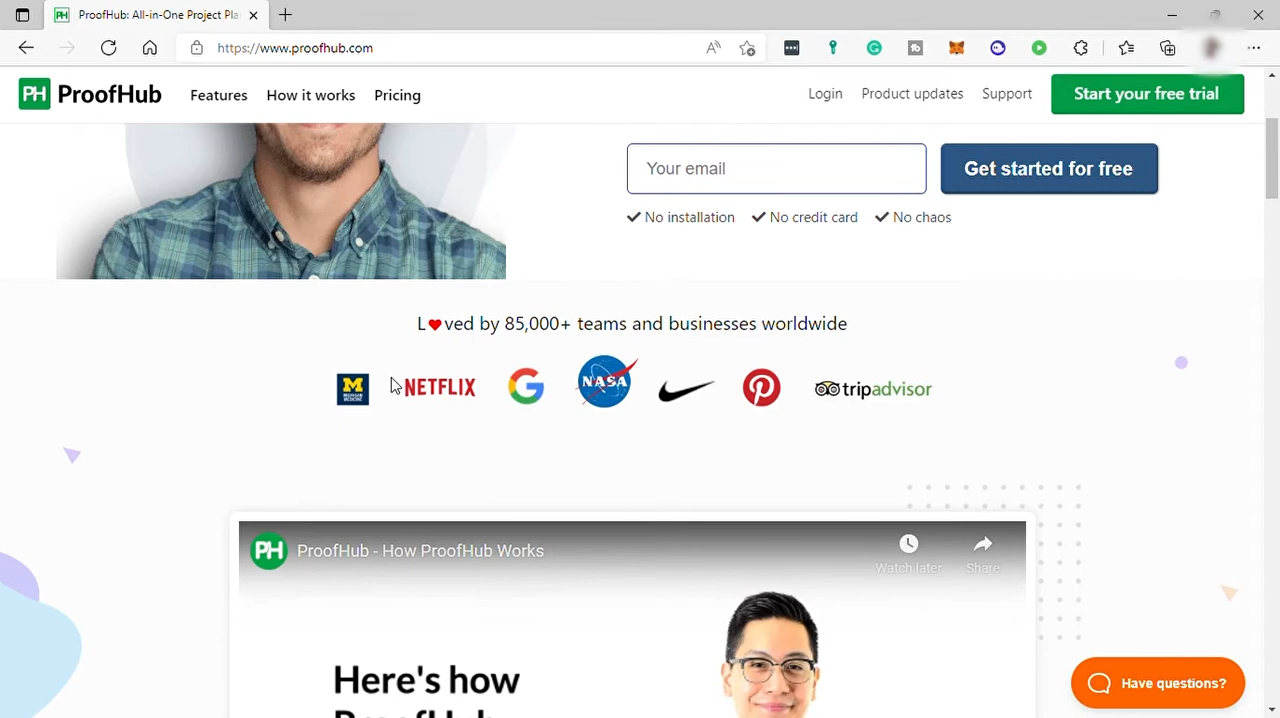 ProofHub: All-in-One Project Pla
https://www.proofhub.com
PH ProofHub
Features
How it works
Pricing
Login
Product updates
Support
Start your free trial
Your email
Get started for free
No installation
No credit card
No chaos
L❤ved by 85,000+ teams and businesses worldwide
M
NETFLIX
G
NASA
tripadvisor
PH
ProofHub - How ProofHub Works
Watch later
Share
Here's how
ProofHub
Have questions?